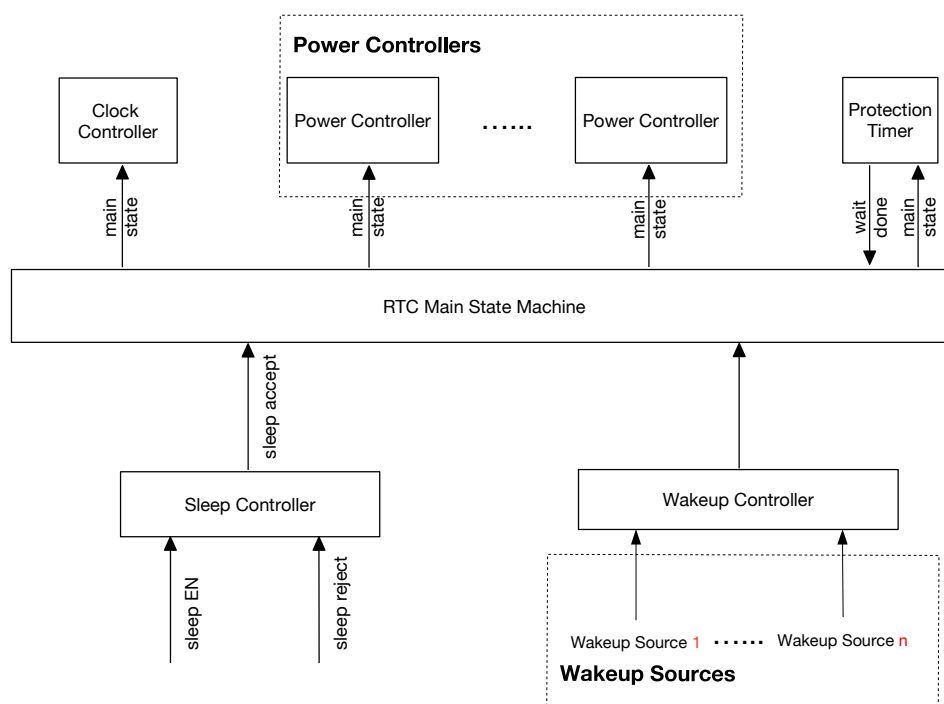 Power Controllers
Clock
Controller
Power Controller
......
Power Controller
Protection
Timer
main
state
main
state
main
state
wait
done
main
state
RTC Main State Machine
sleep accept
Sleep Controller
Wakeup Controller
sleep EN
sleep reject
Wakeup Source 1 ...... Wakeup Source n
Wakeup Sources